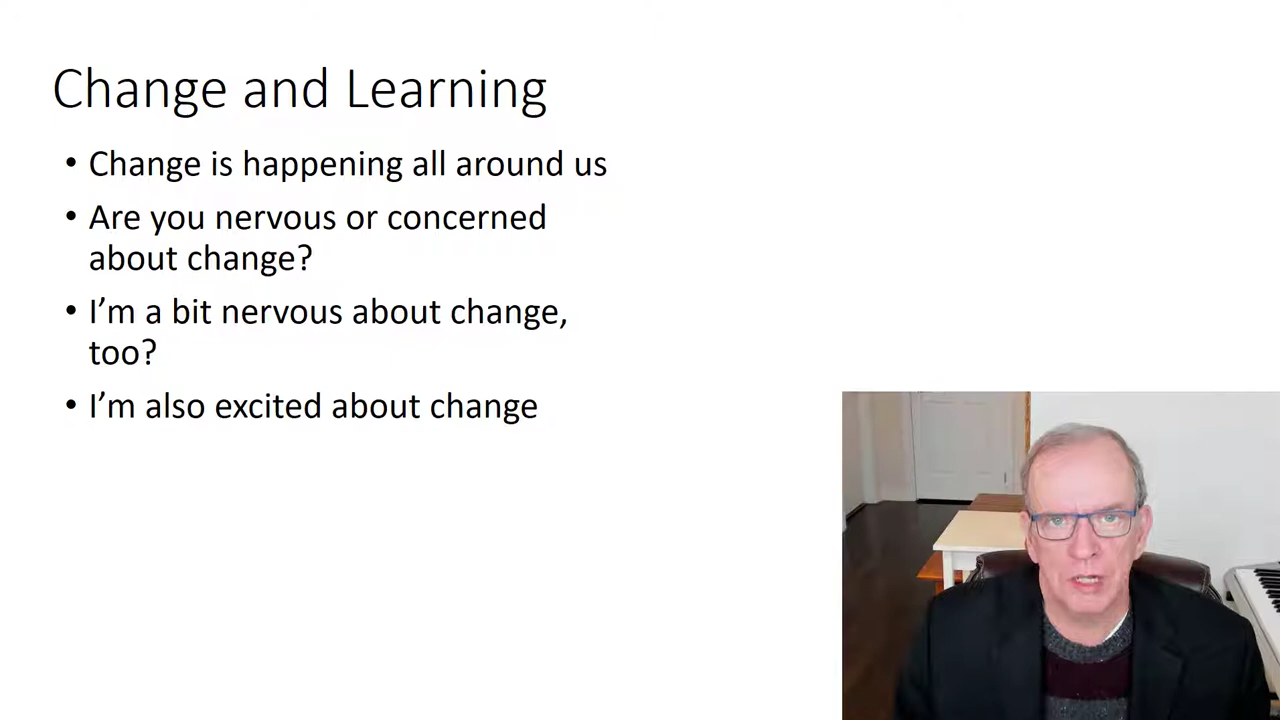 Change and Learning
• Change is happening all around us
• Are you nervous or concerned
about change?
• I’m a bit nervous about change,
too?
• I’m also excited about change